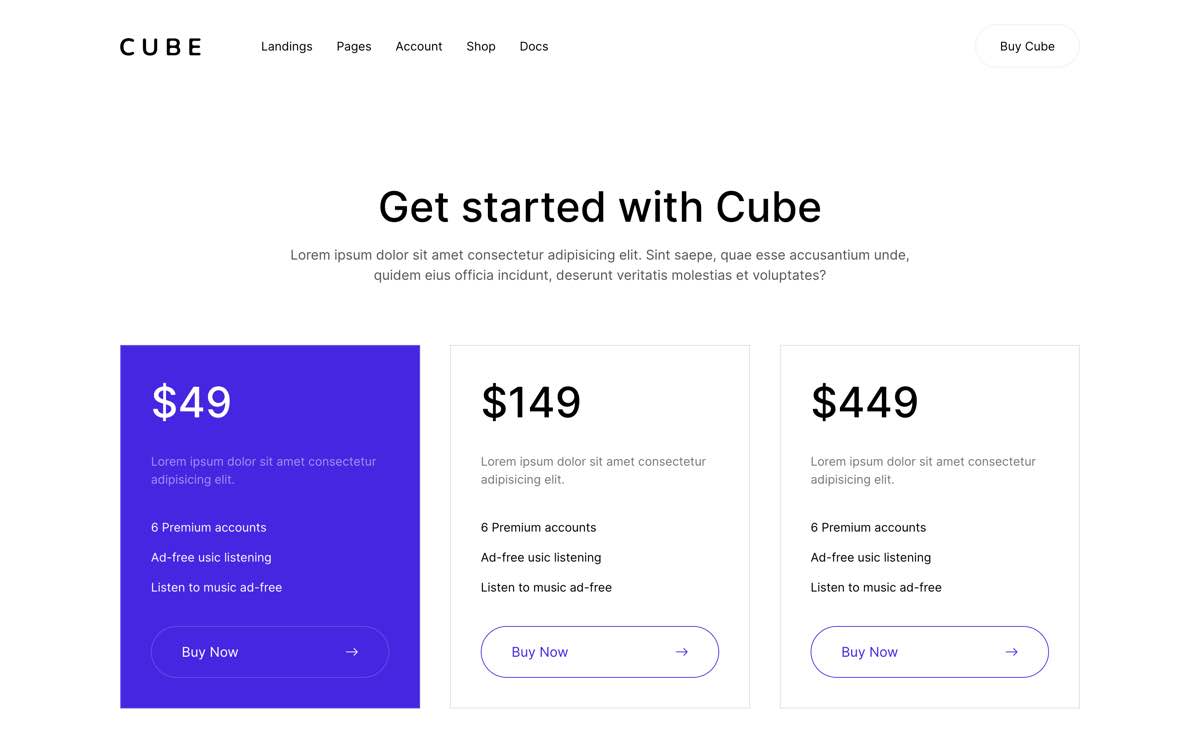 CUBE
Landings Pages Account Shop Docs
Buy Cube
Get started with Cube
Lorem ipsum dolor sit amet consectetur adipisicing elit. Sint saepe, quae esse accusantium unde,
quidem eius officia incidunt, deserunt veritatis molestias et voluptates?
$49
Lorem ipsum dolor sit amet consectetur
adipisicing elit.
6 Premium accounts
Ad-free usic listening
Listen to music ad-free
Buy Now
$149
Lorem ipsum dolor sit amet consectetur
adipisicing elit.
6 Premium accounts
Ad-free usic listening
Listen to music ad-free
Buy Now
$449
Lorem ipsum dolor sit amet consectetur
adipisicing elit.
6 Premium accounts
Ad-free usic listening
Listen to music ad-free
Buy Now